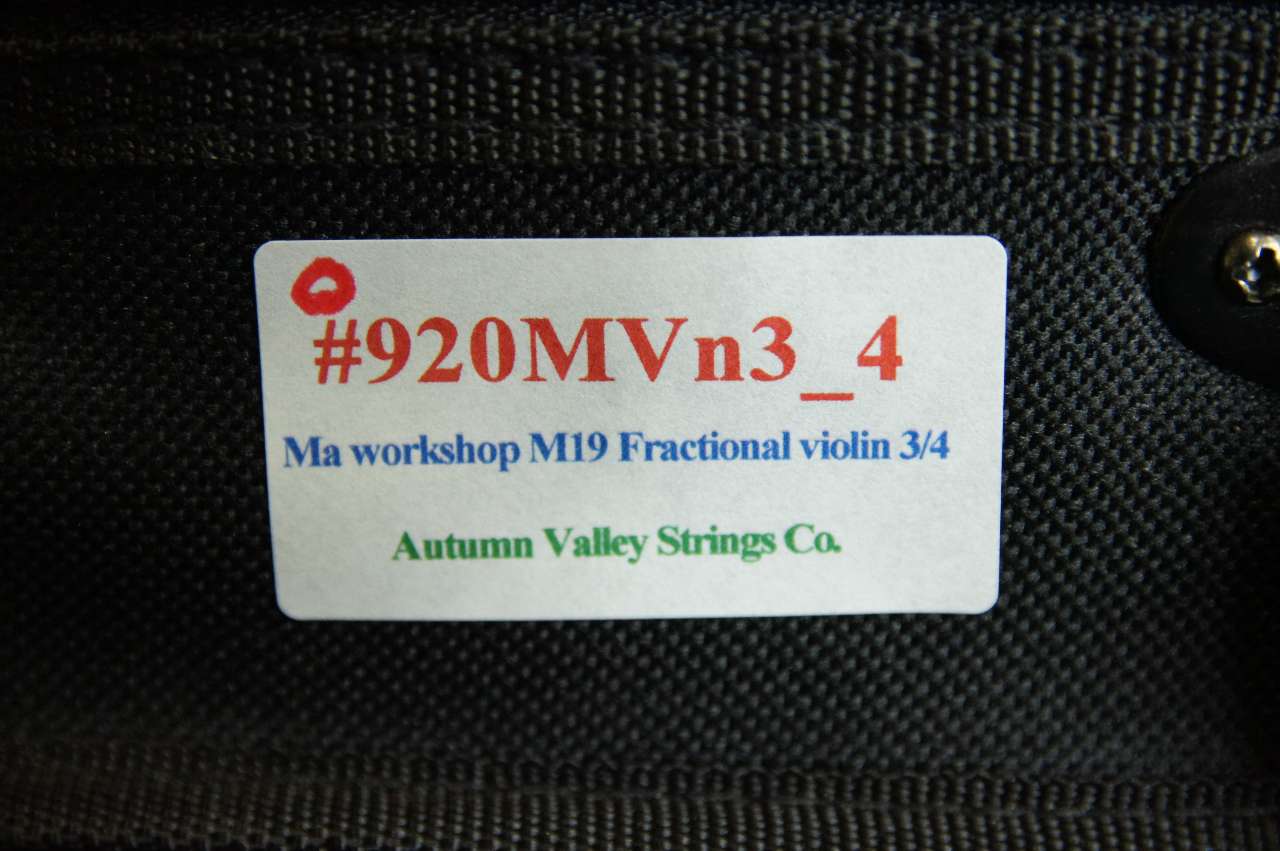 #920MVn3_4
Ma workshop M19 Fractional violin 3/4
Autumn Valley Strings Co.